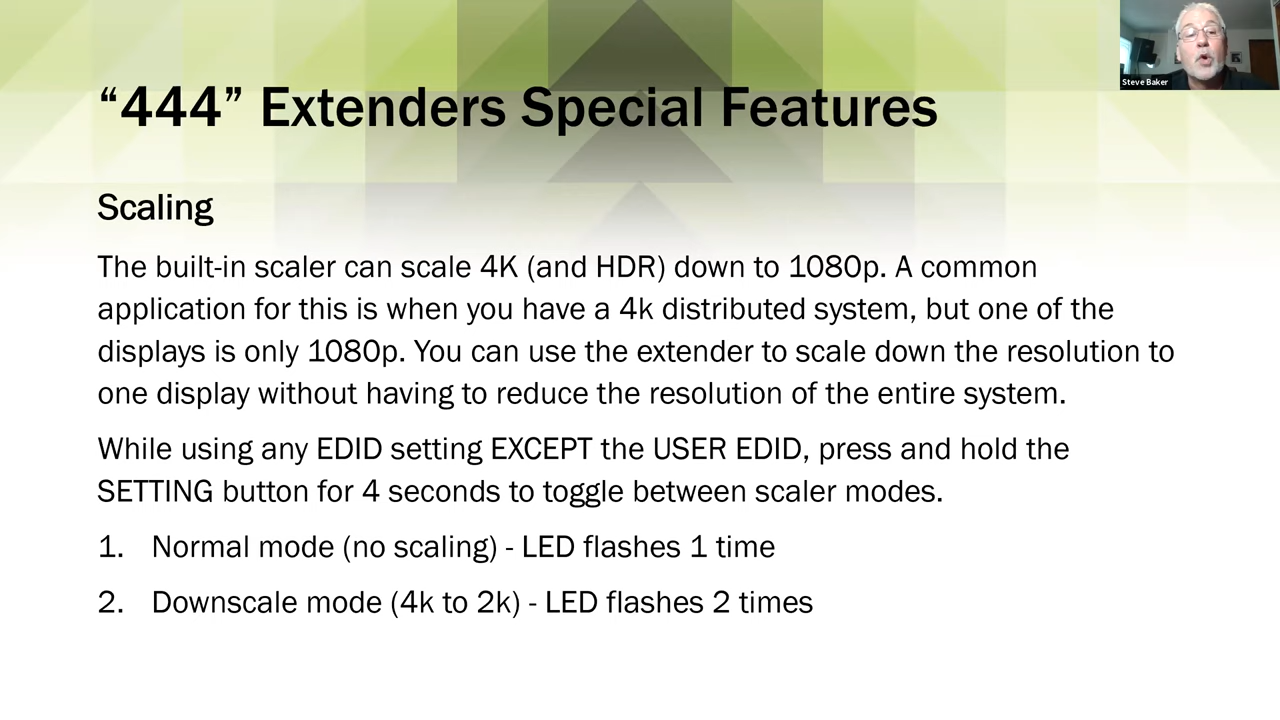 Steve Baker
“444” Extenders Special Features
Scaling
The built-in scaler can scale 4K (and HDR) down to 1080p. A common
application for this is when you have a 4k distributed system, but one of the
displays is only 1080p. You can use the extender to scale down the resolution to
one display without having to reduce the resolution of the entire system.
While using any EDID setting EXCEPT the USER EDID, press and hold the
SETTING button for 4 seconds to toggle between scaler modes.
1. Normal mode (no scaling) - LED flashes 1 time
2. Downscale mode (4k to 2k) - LED flashes 2 times